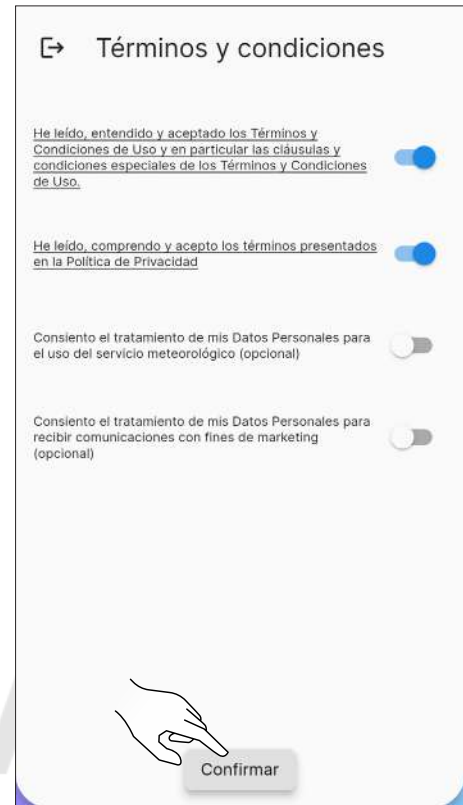 Términos y condiciones
He leído, entendido y aceptado los Términos y
Condiciones de Uso y en particular las cláusulas y
condiciones especiales de los Términos y Condiciones
de Uso.
He leído, comprendo y acepto los términos presentados
en la Política de Privacidad
Consiento el tratamiento de mis Datos Personales para
el uso del servicio meteorológico (opcional)
Consiento el tratamiento de mis Datos Personales para
recibir comunicaciones con fines de marketing
(opcional)
Confirmar